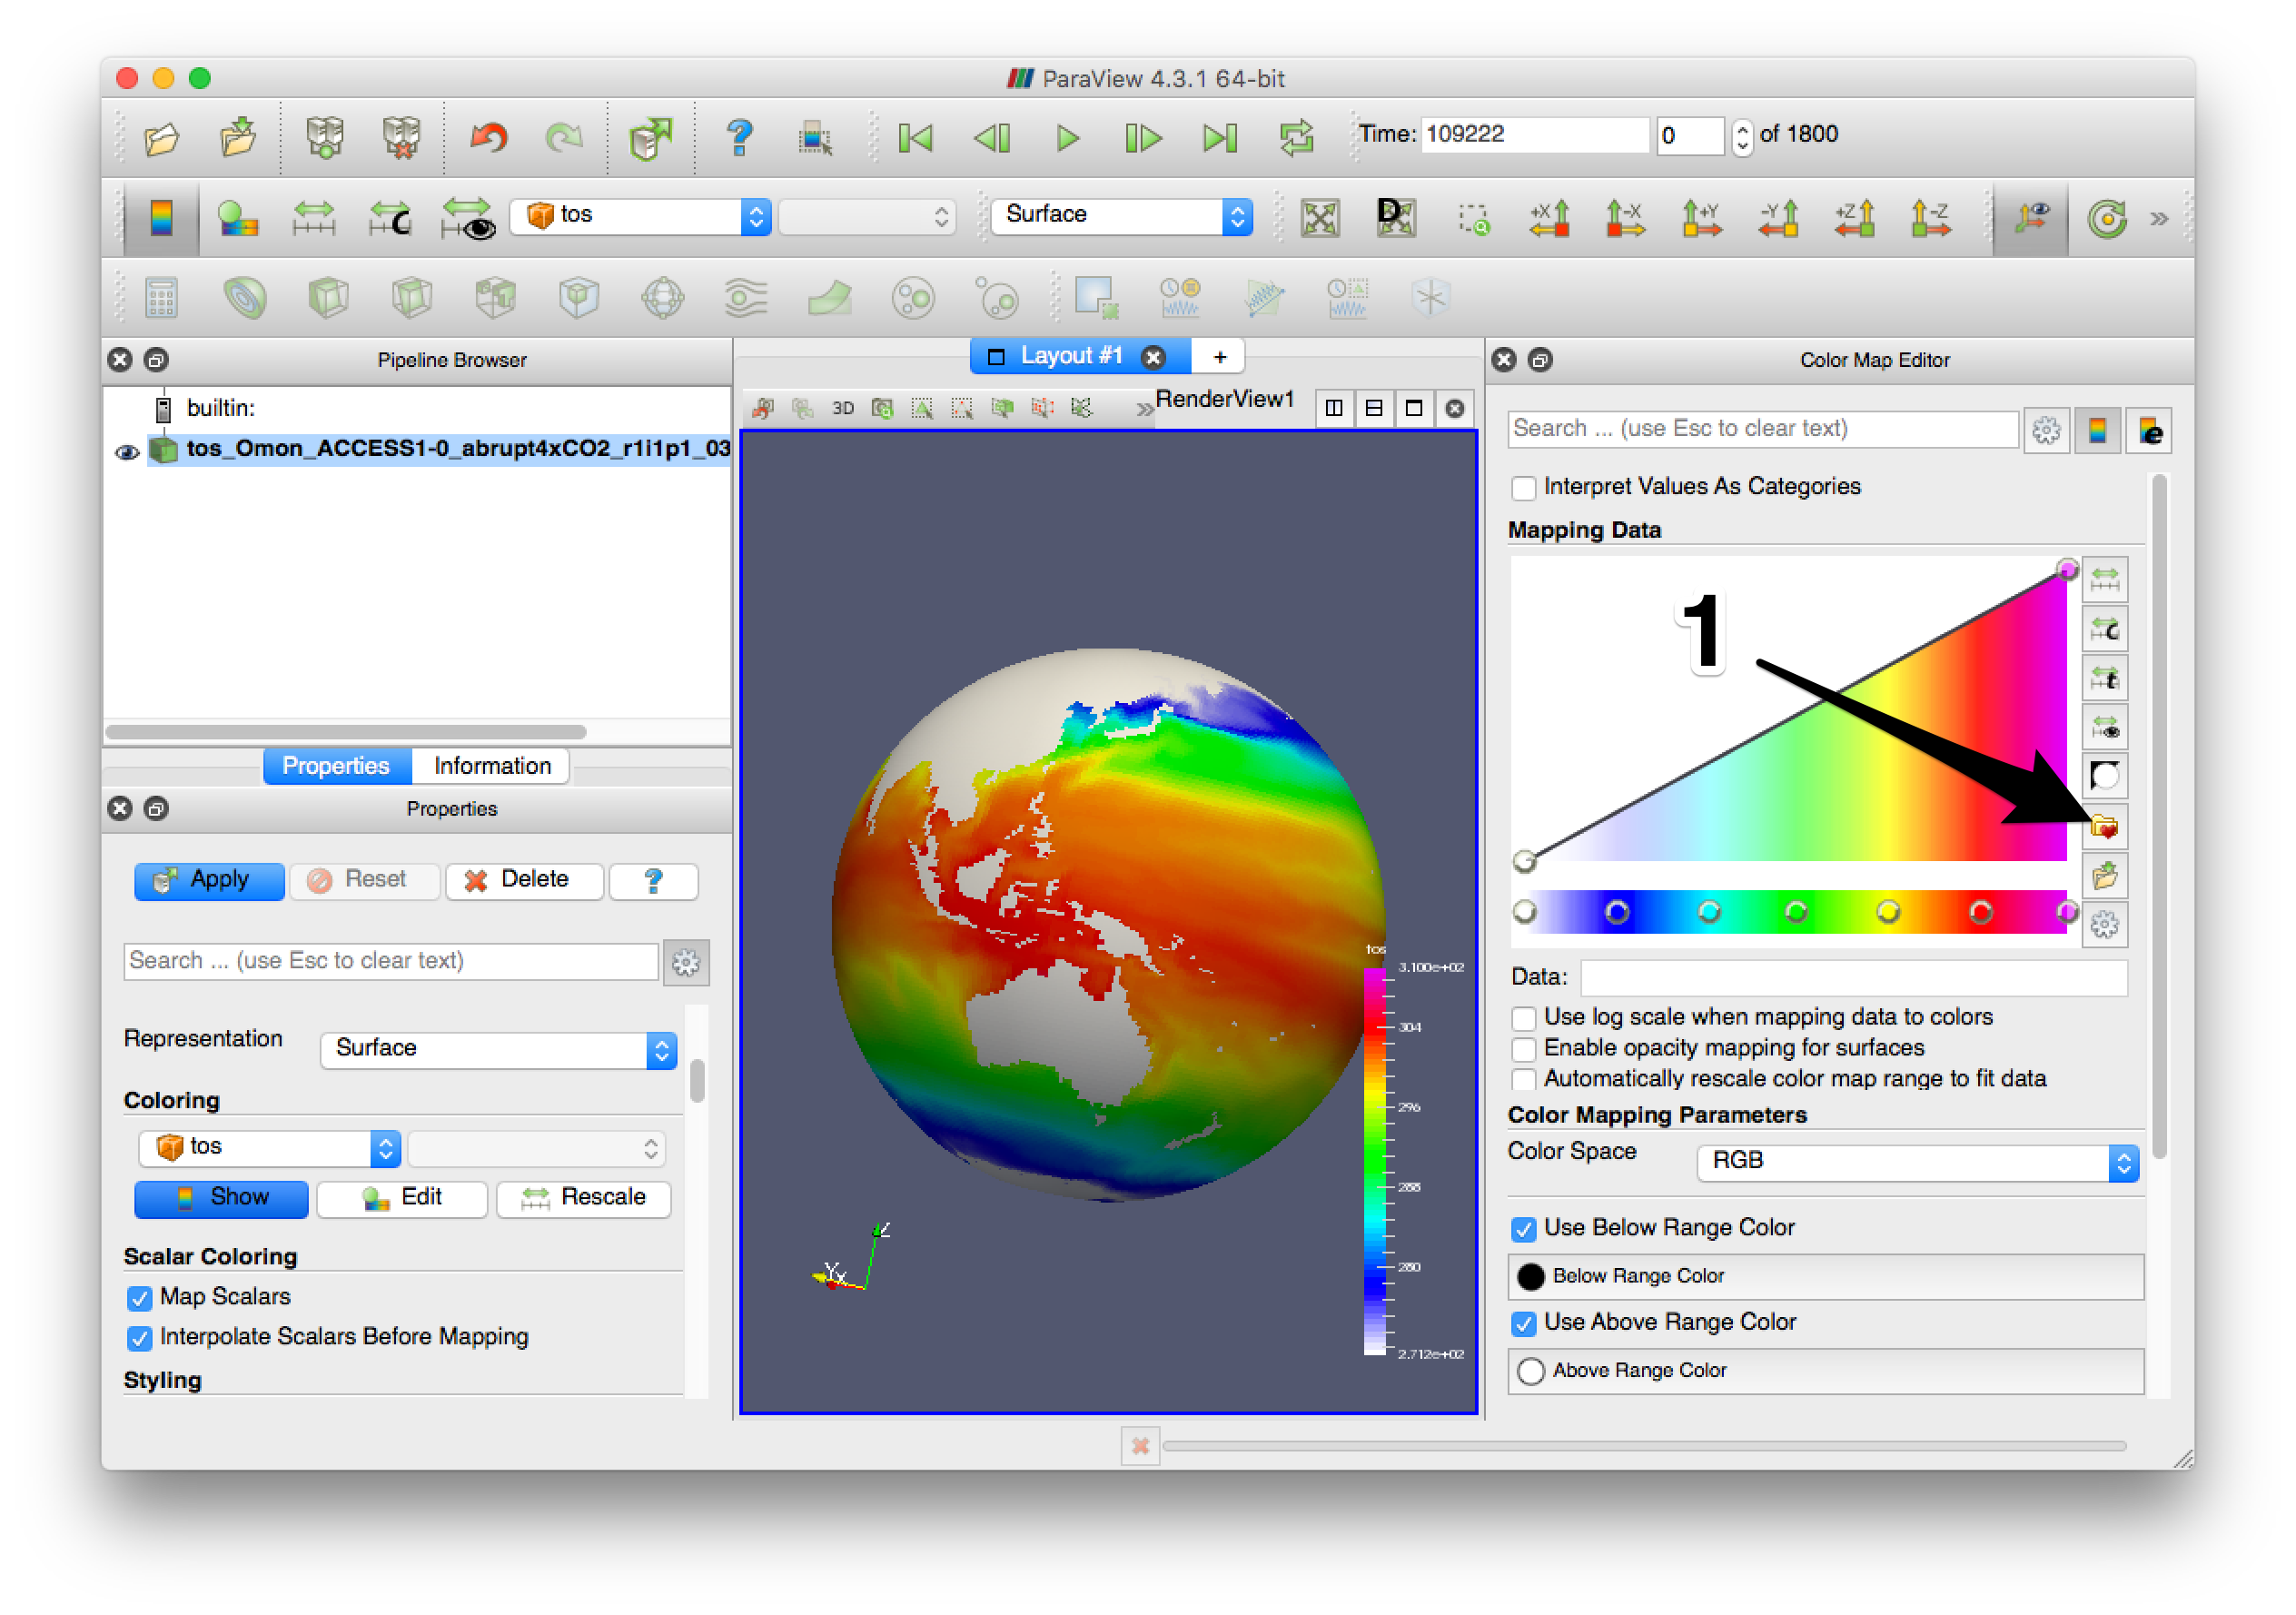 ParaView 4.3.1 64-bit
Time: 109222 0 of 1800
tos Surface +X -X +Y -Y +Z -Z »
Pipeline Browser
builtin:
tos_Omon_ACCESS1-0_abrupt4xCO2_r1i1p1_03
Properties Information
Properties
Apply Reset Delete ?
Search ... (use Esc to clear text)
Representation Surface
Coloring
tos
Show Edit Rescale
Scalar Coloring
Map Scalars
Interpolate Scalars Before Mapping
Styling
Layout #1 +
3D » RenderView1
tos
3.100e+02
304
296
288
280
2.712e+02
Color Map Editor
Search ... (use Esc to clear text)
Interpret Values As Categories
Mapping Data
1
Data:
Use log scale when mapping data to colors
Enable opacity mapping for surfaces
Automatically rescale color map range to fit data
Color Mapping Parameters
Color Space RGB
Use Below Range Color
Below Range Color
Use Above Range Color
Above Range Color